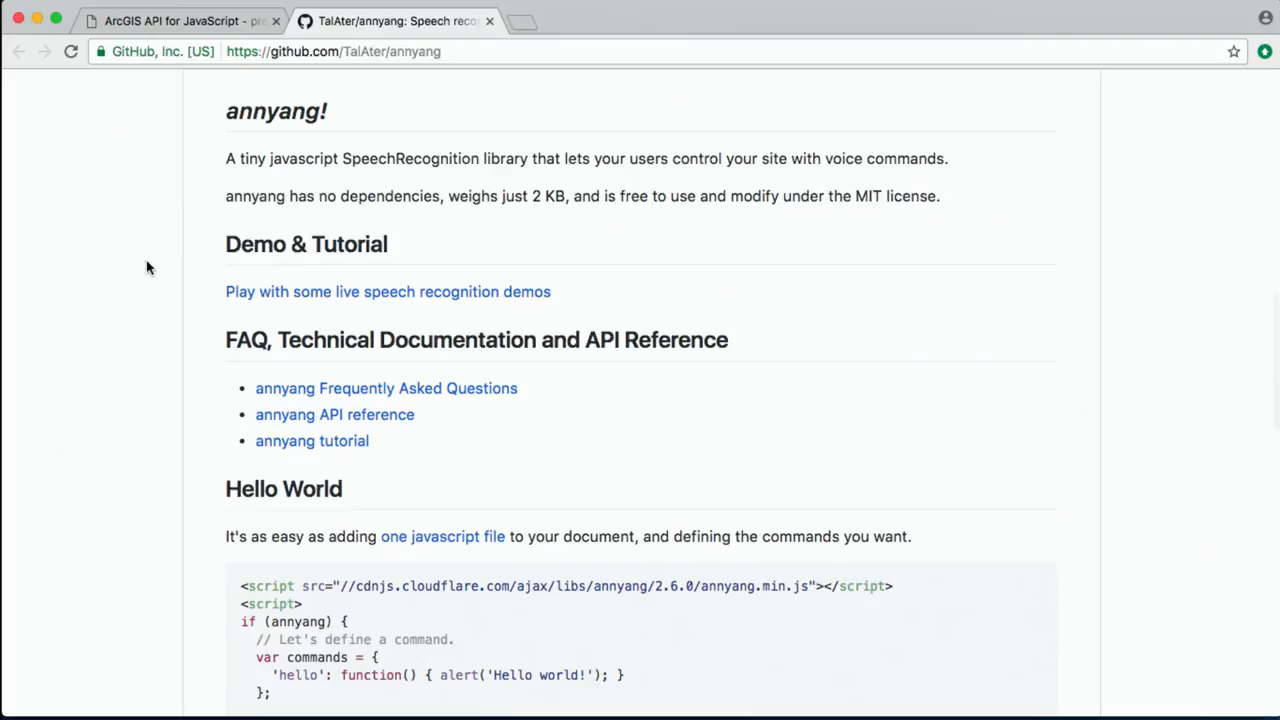 ArcGIS API for JavaScript - pre
TalAter/annyang: Speech reco
GitHub, Inc. [US] https://github.com/TalAter/annyang
annyang!
A tiny javascript SpeechRecognition library that lets your users control your site with voice commands.
annyang has no dependencies, weighs just 2 KB, and is free to use and modify under the MIT license.
Demo & Tutorial
Play with some live speech recognition demos
FAQ, Technical Documentation and API Reference
• annyang Frequently Asked Questions
• annyang API reference
• annyang tutorial
Hello World
It's as easy as adding one javascript file to your document, and defining the commands you want.
<script src="//cdnjs.cloudflare.com/ajax/libs/annyang/2.6.0/annyang.min.js"></script>
<script>
if (annyang) {
// Let's define a command.
var commands = {
'hello': function() { alert('Hello world!'); }
};